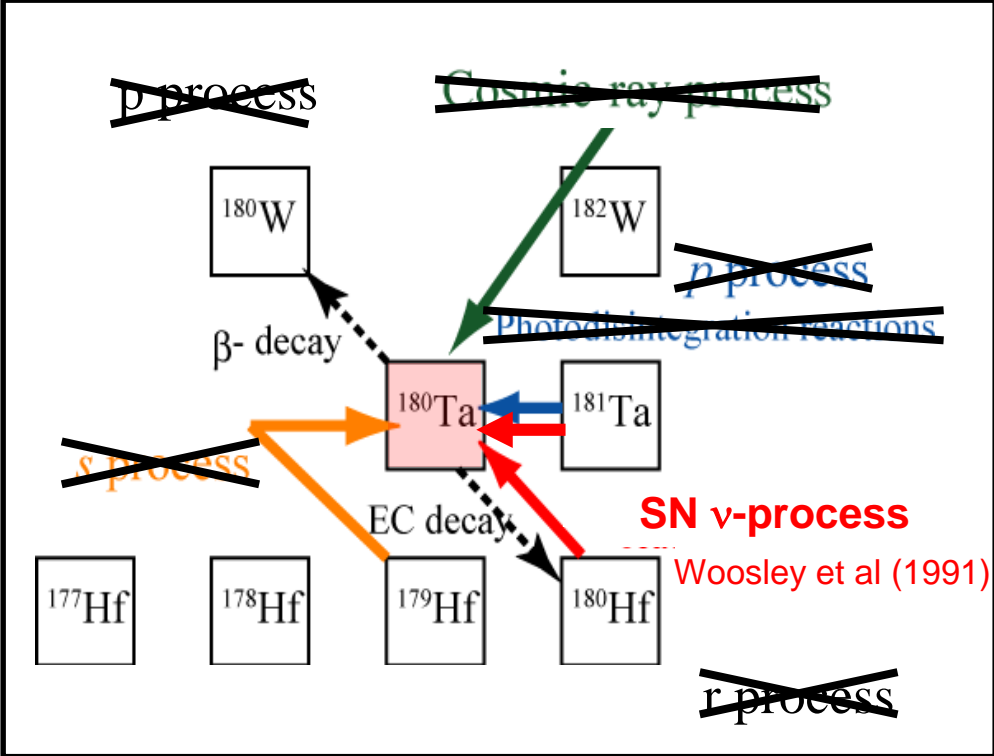 p process
Cosmic ray process
¹⁸⁰W
¹⁸²W
p process
Photodisintegration reactions
β- decay
¹⁸⁰Ta
¹⁸¹Ta
s process
EC decay
SN ν-process
Woosley et al (1991)
¹⁷⁷Hf
¹⁷⁸Hf
¹⁷⁹Hf
¹⁸⁰Hf
r process